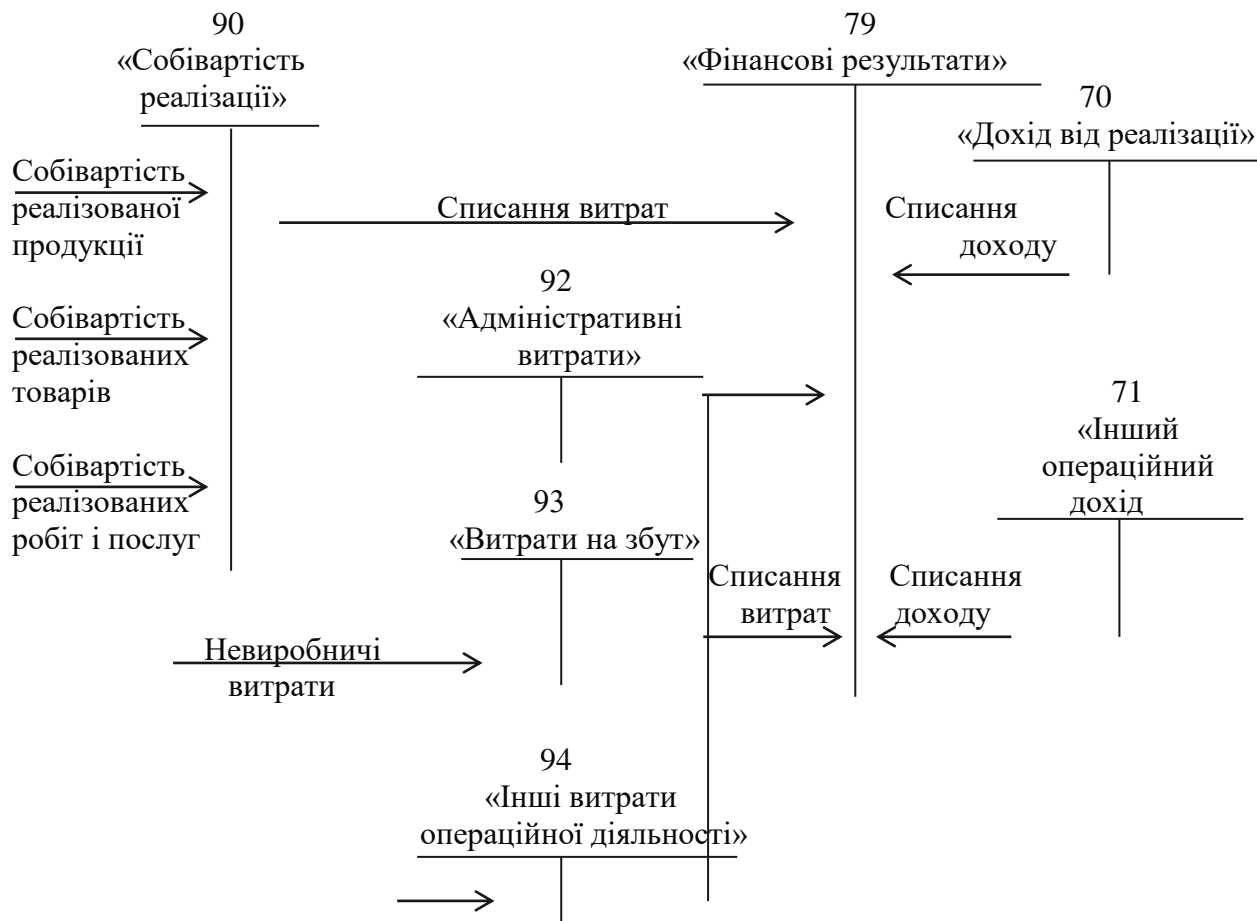 90
«Собівартість
реалізації»
79
«Фінансові результати»
70
«Дохід від реалізації»
Собівартість
реалізованої
продукції
Списання витрат
Списання
доходу
92
«Адміністративні
витрати»
Собівартість
реалізованих
товарів
71
«Інший
операційний
дохід
Собівартість
реалізованих
робіт і послуг
93
«Витрати на збут»
Списання
витрат
Списання
доходу
Невиробничі
витрати
94
«Інші витрати
операційної діяльності»